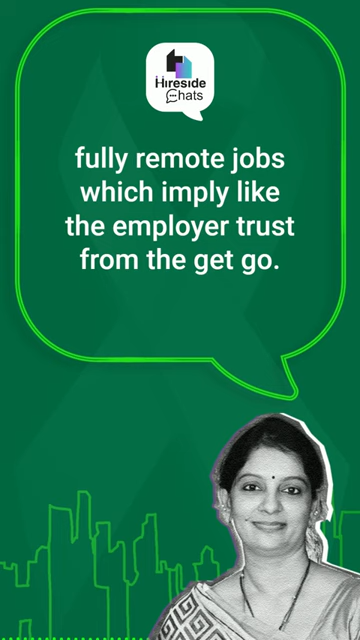 Hireside
Chats
fully remote jobs
which imply like
the employer trust
from the get go.